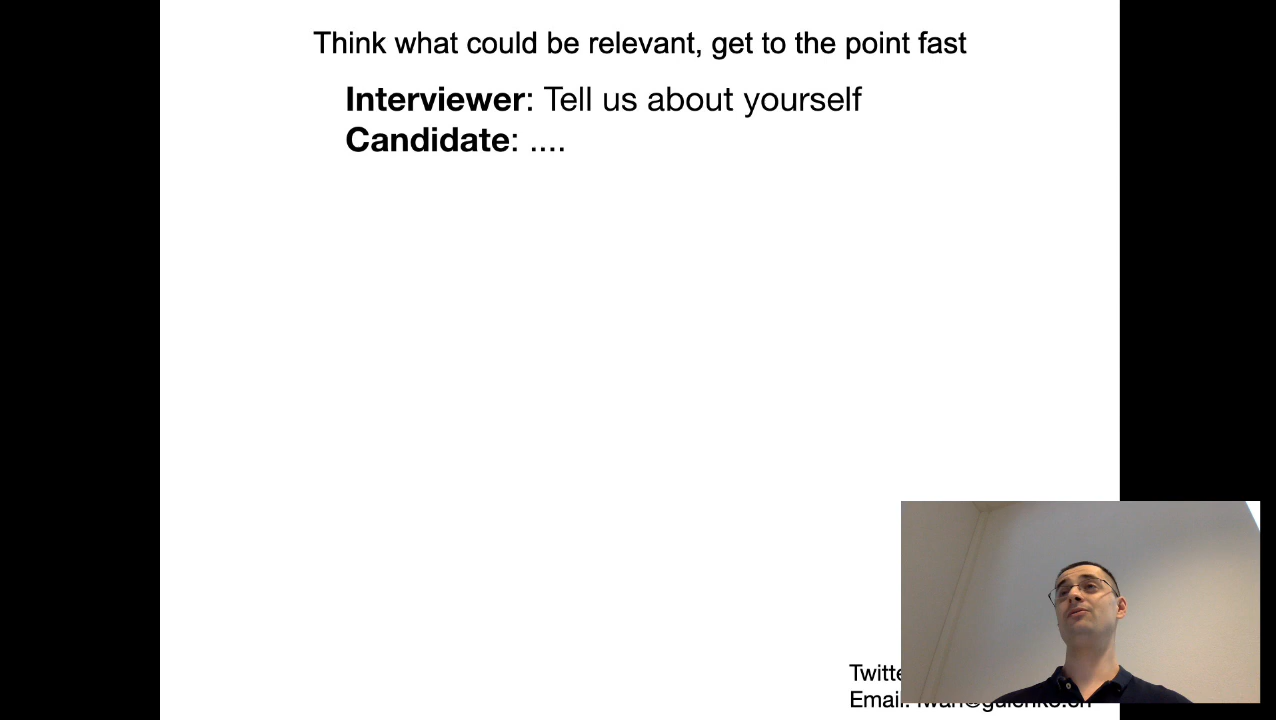 Think what could be relevant, get to the point fast
Interviewer: Tell us about yourself
Candidate: ....
Email: